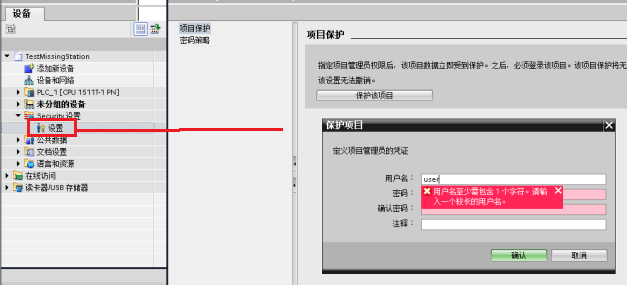 设备
TestMissingStation
添加新设备
设备和网络
PLC_1 [CPU 1511F-1 PN]
未分组的设备
Security 设置
设置
公共数据
文档设置
语言和资源
在线访问
读卡器/USB 存储器
项目保护
密码策略
项目保护
指定项目管理员权限后，该项目数据立即受到保护。之后，必须登录该项目。该项目保护将无
该设置无法撤销。
保护该项目
保护项目
定义项目管理员的凭证
用户名：
user
密码：
用户名至少需包含 1 个字符。请输
入一个较长的用户名。
确认密码：
注释：
确认
取消